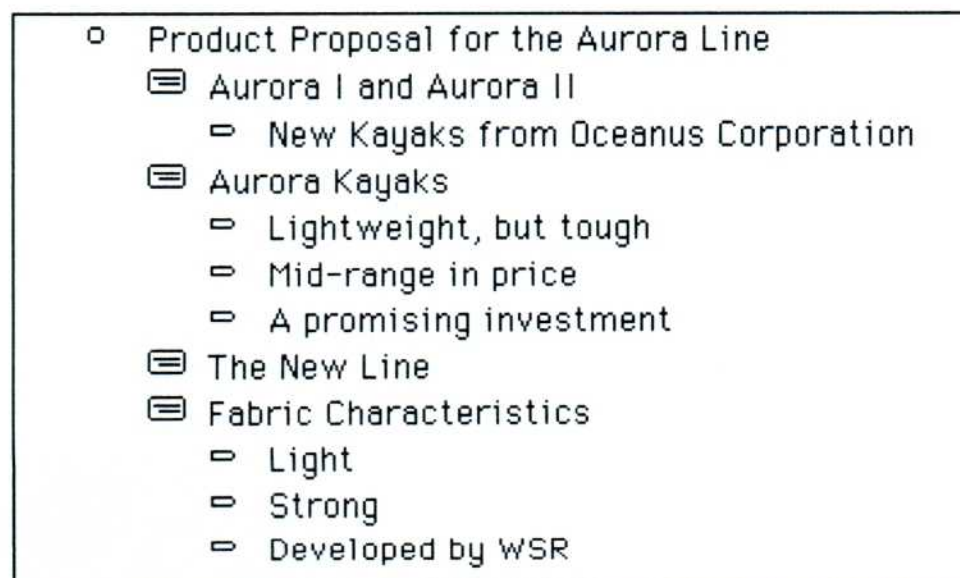 Product Proposal for the Aurora Line
Aurora I and Aurora II
New Kayaks from Oceanus Corporation
Aurora Kayaks
Lightweight, but tough
Mid-range in price
A promising investment
The New Line
Fabric Characteristics
Light
Strong
Developed by WSR